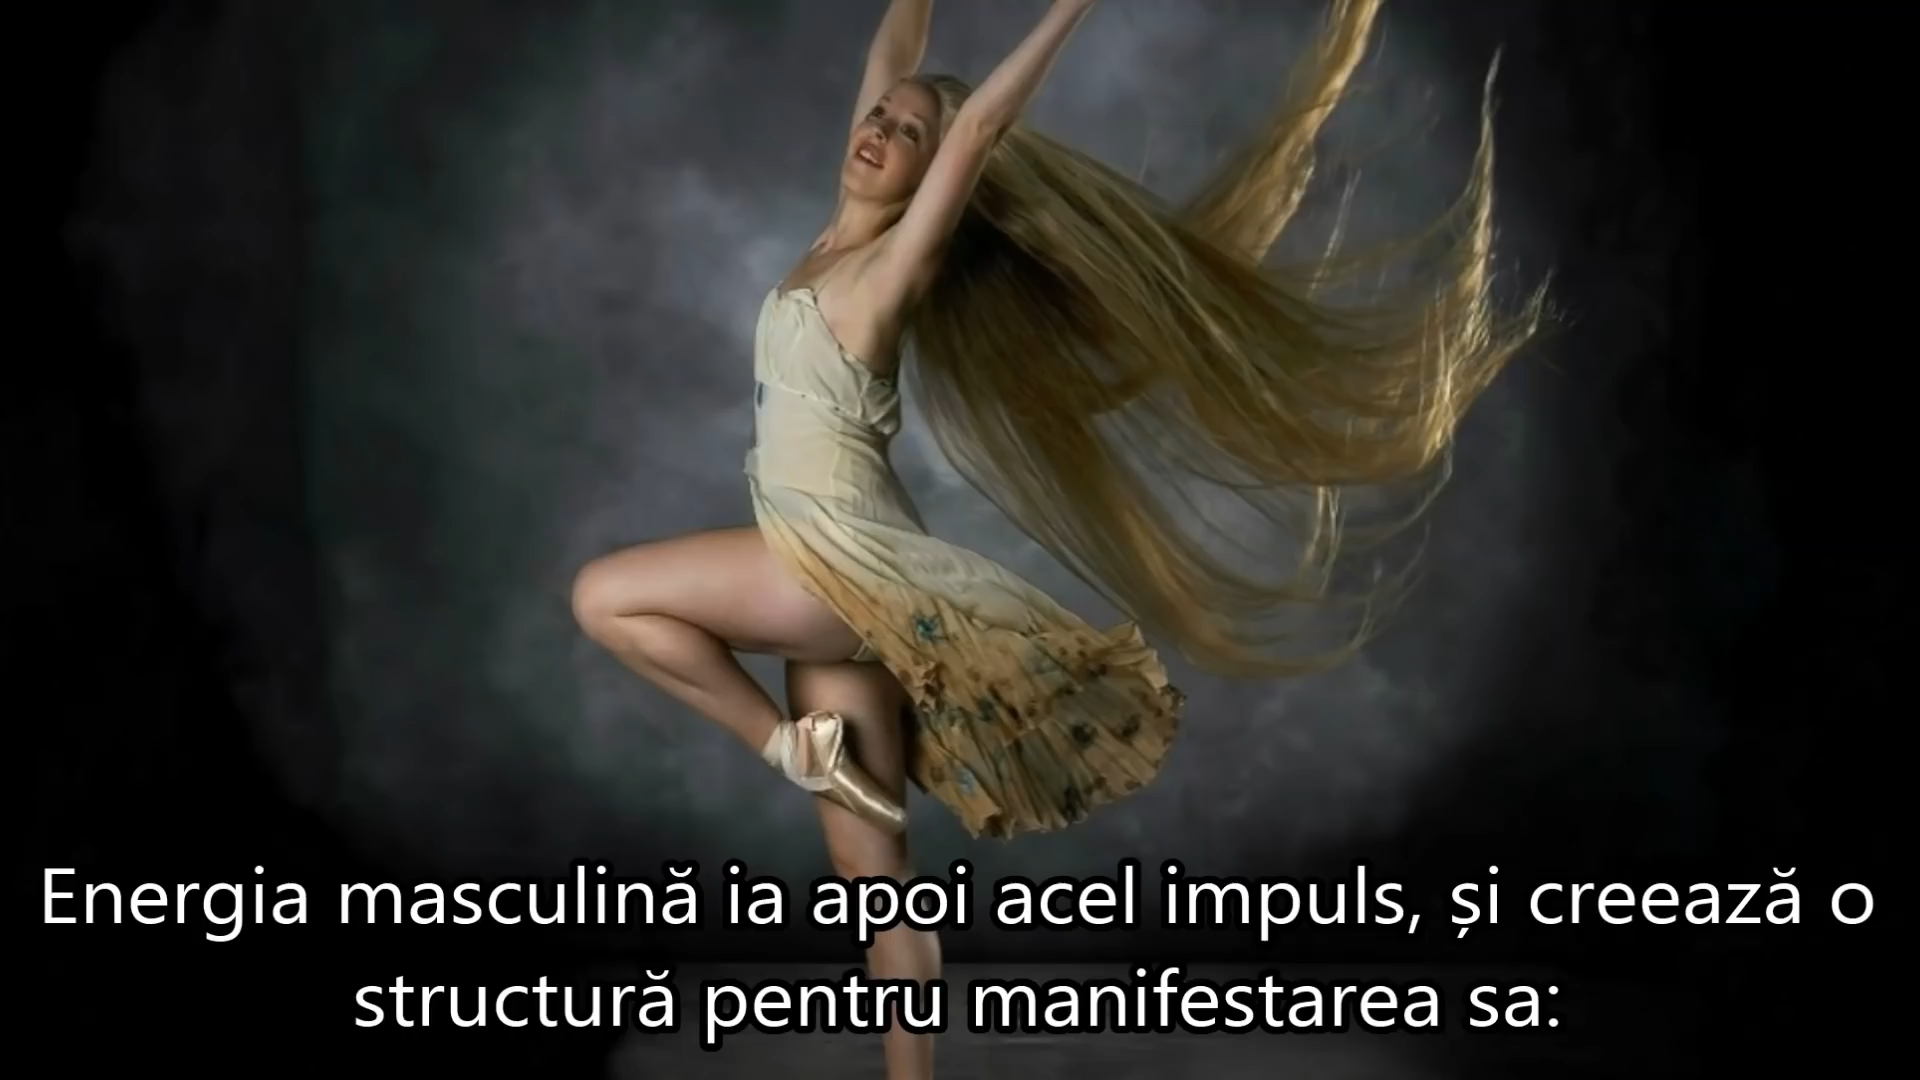 Energia masculină ia apoi acel impuls, și creează o
structură pentru manifestarea sa: